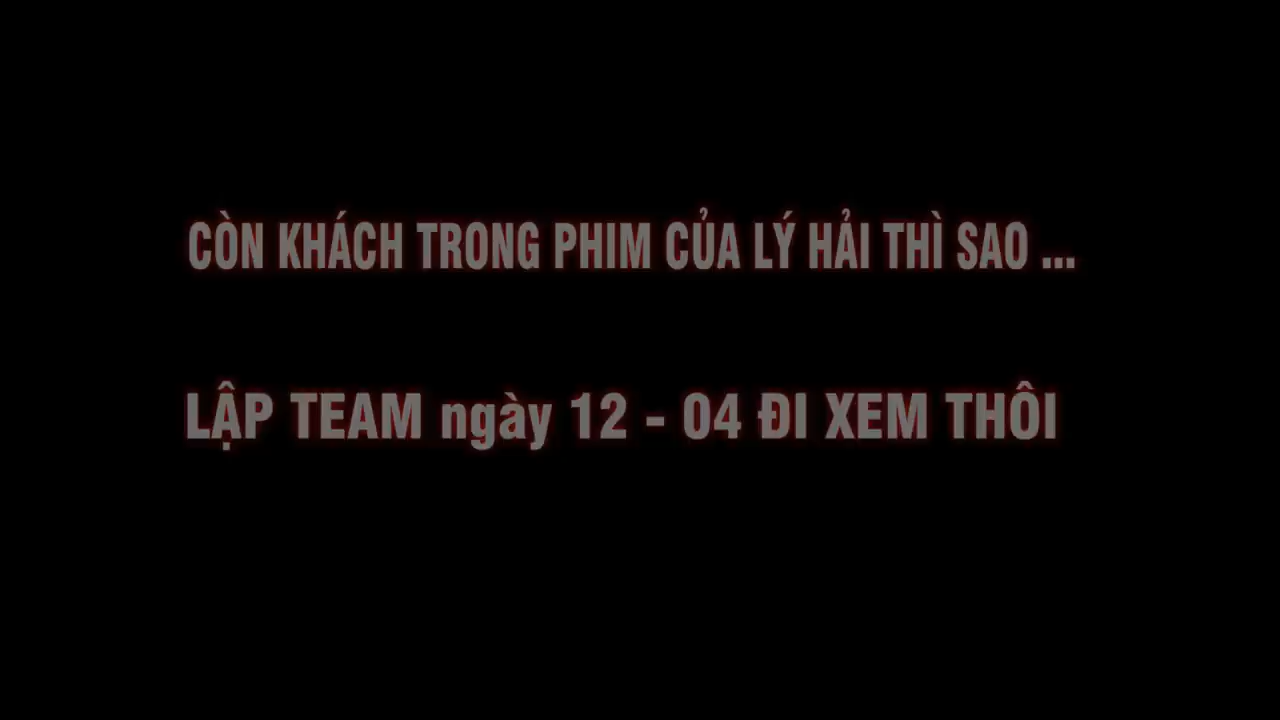 CÒN KHÁCH TRONG PHIM CỦA LÝ HẢI THÌ SAO ...
LẬP TEAM ngày 12 - 04 ĐI XEM THÔI